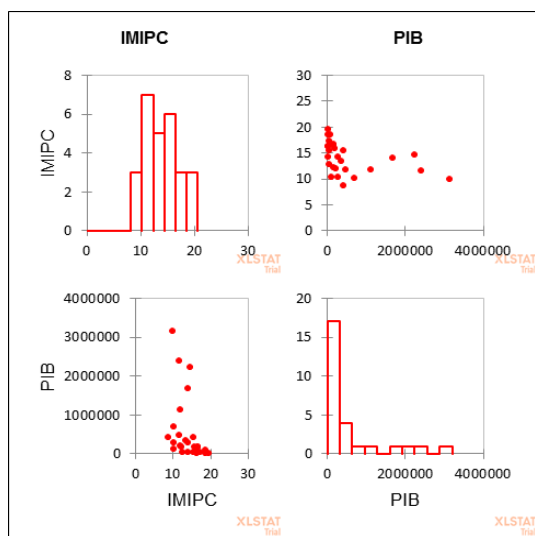 IMIPC
PIB
IMIPC
8
6
4
2
0
0 10 20 30
XLSTAT
Trial
30
25
20
15
10
5
0
0 2000000 4000000
XLSTAT
Trial
PIB
4000000
3000000
2000000
1000000
0
0 10 20 30
IMIPC
XLSTAT
Trial
20
15
10
5
0
0 2000000 4000000
PIB
XLSTAT
Trial